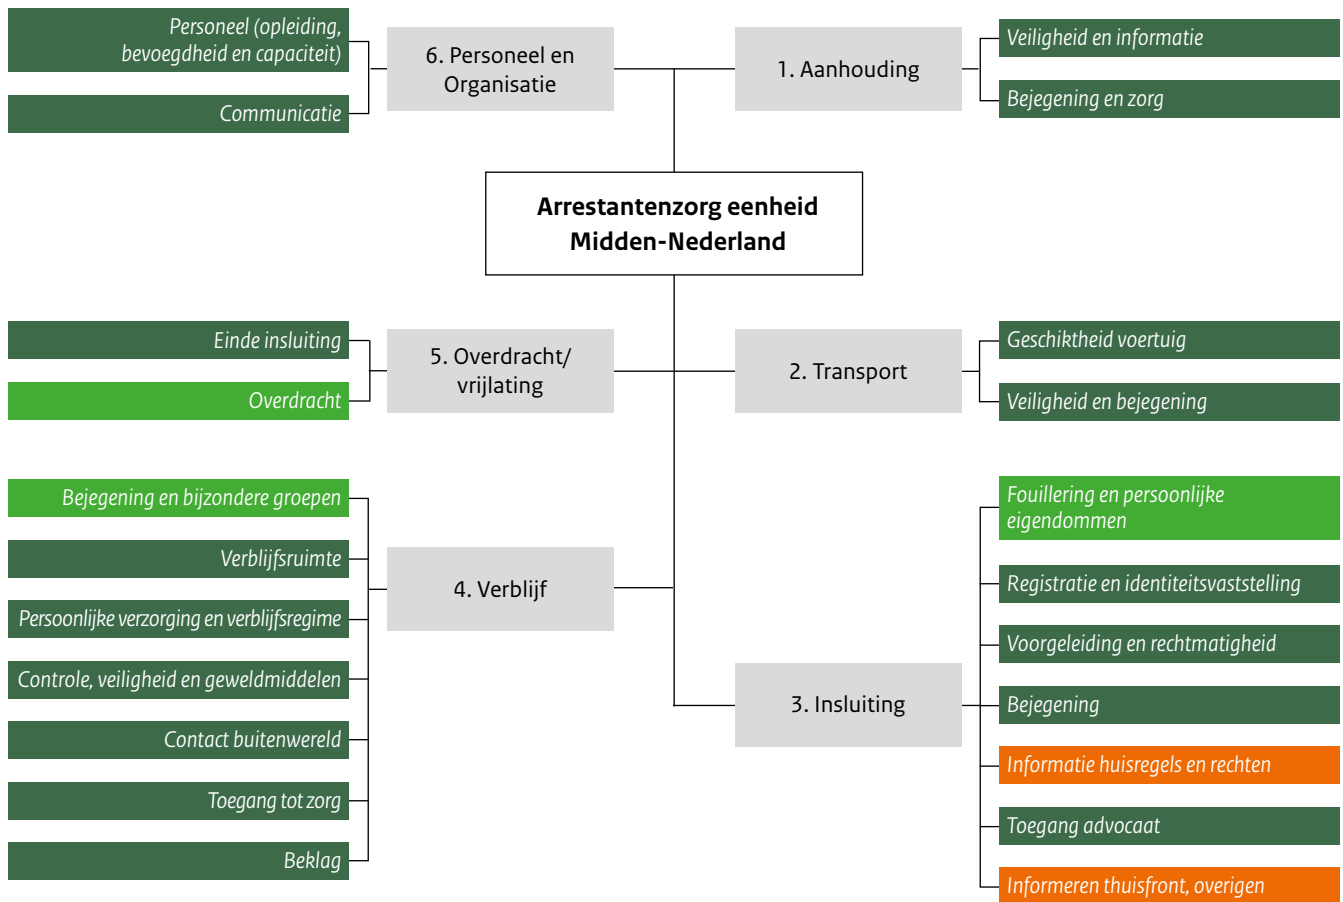 Personeel (opleiding,
bevoegdheid en capaciteit)
Communicatie
6. Personeel en
Organisatie
1. Aanhouding
Veiligheid en informatie
Bejegening en zorg
Arrestantenzorg eenheid
Midden-Nederland
Einde insluiting
Overdracht
5. Overdracht/
vrijlating
2. Transport
Geschiktheid voertuig
Veiligheid en bejegening
Bejegening en bijzondere groepen
Verblijfsruimte
Persoonlijke verzorging en verblijfsregime
Controle, veiligheid en geweldmiddelen
Contact buitenwereld
Toegang tot zorg
Beklag
4. Verblijf
3. Insluiting
Fouillering en persoonlijke
eigendommen
Registratie en identiteitsvaststelling
Voorgeleiding en rechtmatigheid
Bejegening
Informatie huisregels en rechten
Toegang advocaat
Informeren thuisfront, overigen